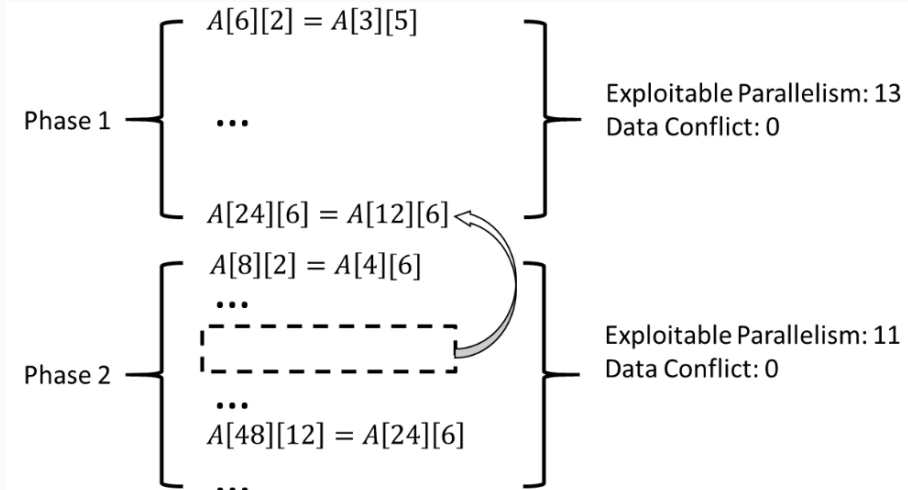 A[6][2] = A[3][5]
Exploitable Parallelism: 13
Phase 1
...
Data Conflict: 0
A[24][6] = A[12][6]
A[8][2] = A[4][6]
...
Exploitable Parallelism: 11
Phase 2
Data Conflict: 0
...
A[48][12] = A[24][6]
...